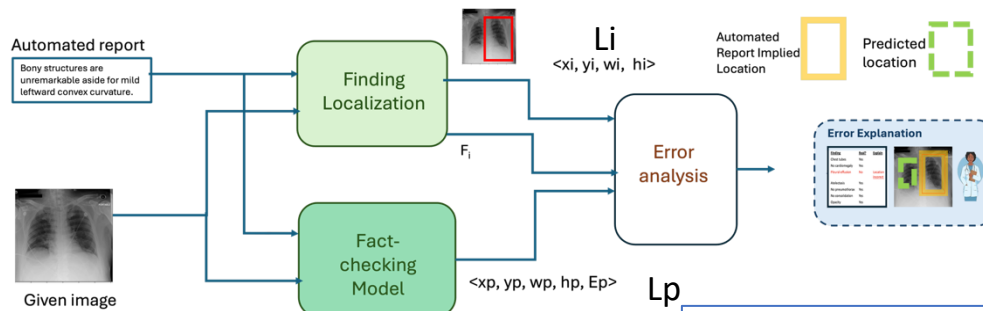 Automated report
Bony structures are
unremarkable aside for mild
leftward convex curvature.
Given image
Finding
Localization
Fact-
checking
Model
Li
<xi, yi, wi, hi>
Fi
<xp, yp, wp, hp, Ep>
Lp
Error
analysis
Automated
Report Implied
Location
Predicted
location
Error Explanation
Finding